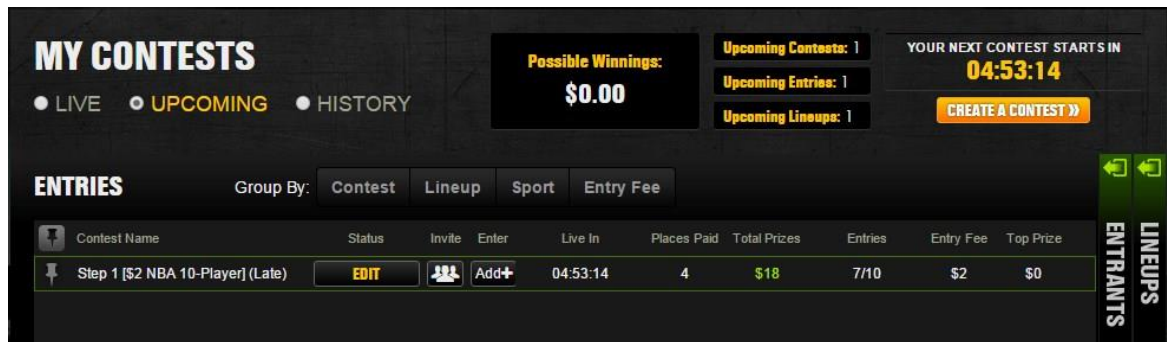 MY CONTESTS
LIVE UPCOMING HISTORY
Possible Winnings:
$0.00
Upcoming Contests: 1
Upcoming Entries: 1
Upcoming Lineups: 1
YOUR NEXT CONTEST STARTS IN
04:53:14
CREATE A CONTEST »
ENTRIES Group By: Contest Lineup Sport Entry Fee
Contest Name Status Invite Enter Live In Places Paid Total Prizes Entries Entry Fee Top Prize
Step 1 [$2 NBA 10-Player] (Late) EDIT Add+ 04:53:14 4 $18 7/10 $2 $0
ENTRANTS
LINEUPS